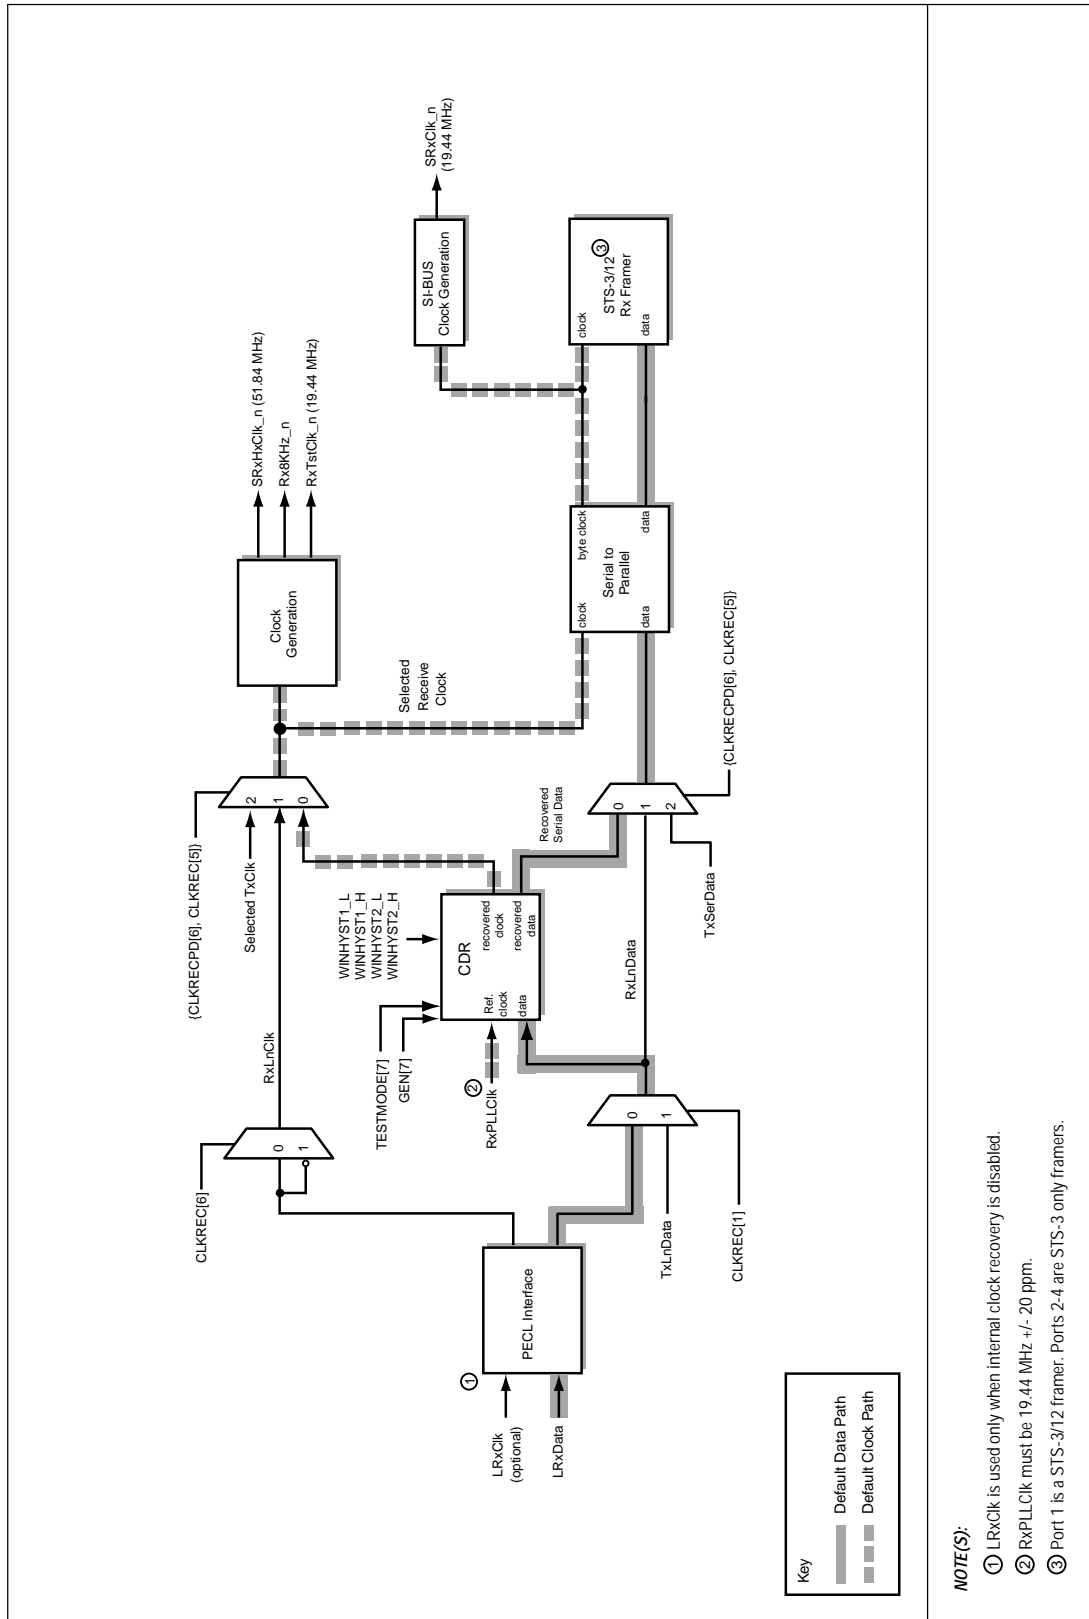 SRxClk_n
(19.44 MHz)
SI-BUS
Clock Generation
STS-3/12 ③
Rx Framer
clock
data
SRxHxClk_n (51.84 MHz)
Rx8KHz_n
RxTstClk_n (19.44 MHz)
Clock
Generation
Serial to
Parallel
byte clock
data
clock
data
Selected
Receive
Clock
{CLKRECPD[6], CLKREC[5]}
2
1
0
Selected TxClk
{CLKRECPD[6], CLKREC[5]}
0
1
2
TxSerData
Recovered
Serial Data
WINHYST1_L
WINHYST1_H
WINHYST2_L
WINHYST2_H
CDR
recovered
clock
recovered
data
Ref.
clock
data
TESTMODE[7]
GEN[7]
②
RxPLLClk
RxLnClk
RxLnData
CLKREC[6]
0
1
0
1
TxLnData
CLKREC[1]
PECL Interface
①
LRxClk
(optional)
LRxData
Key
Default Data Path
Default Clock Path
NOTE(S):
① LRxClk is used only when internal clock recovery is disabled.
② RxPLLClk must be 19.44 MHz +/- 20 ppm.
③ Port 1 is a STS-3/12 framer. Ports 2-4 are STS-3 only framers.